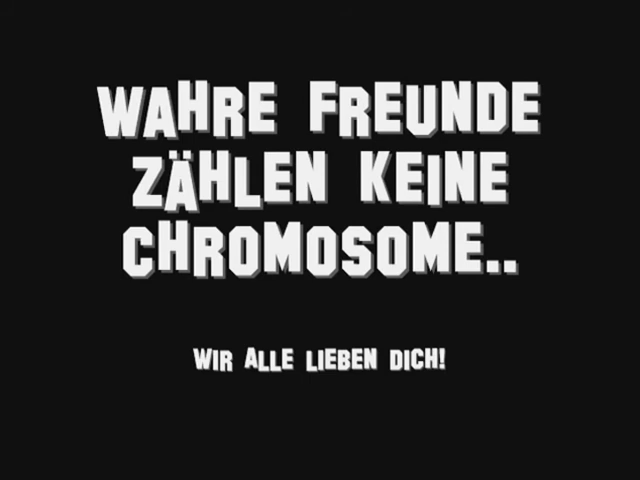 WAHRE FREUNDE
ZÄHLEN KEINE
CHROMOSOME..
WIR ALLE LIEBEN DICH!